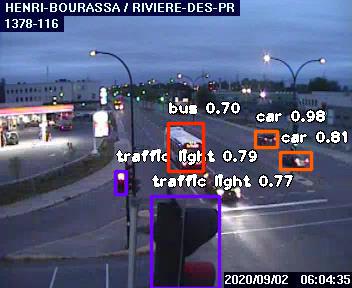 HENRI-BOURASSA / RIVIERE-DES-PR
1378-116
bus 0.70
car 0.98
car 0.81
traffic light 0.79
traffic light 0.77
2020/09/02 06:04:35